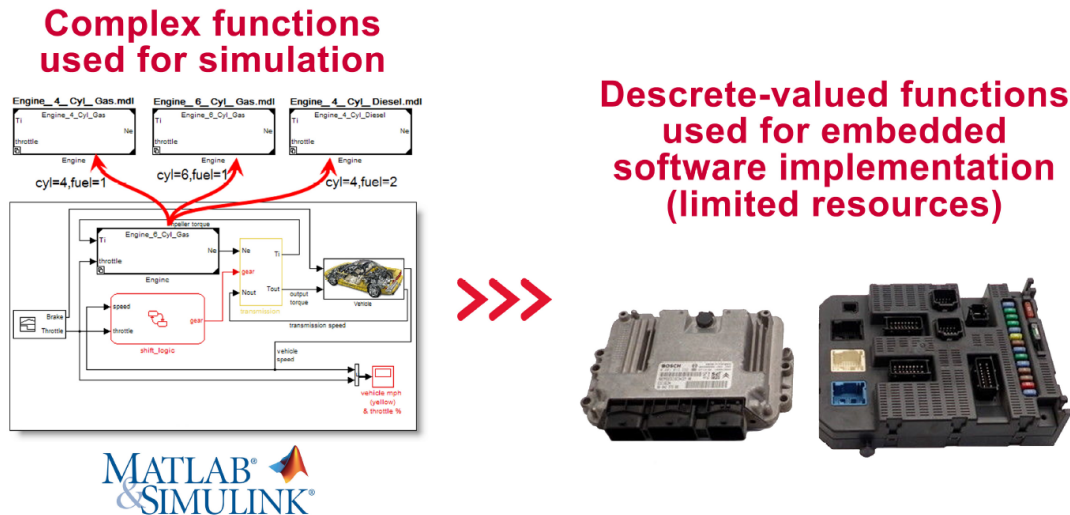 Complex functions
used for simulation
Engine_4_Cyl_Gas.mdl
Engine_6_Cyl_Gas.mdl
Engine_4_Cyl_Diesel.mdl
Engine_4_Cyl_Gas
Engine_6_Cyl_Gas
Engine_4_Cyl_Diesel
Ti
Ne
throttle
Ti
Ne
throttle
Ti
Ne
throttle
Engine
Engine
Engine
cyl=4,fuel=1
cyl=6,fuel=1
cyl=4,fuel=2
impeller torque
Engine_6_Cyl_Gas
Ti
Ne
throttle
Engine
Ne
Ti
gear
Nout
Tout
transmission
output
torque
Vehicle
transmission speed
speed
gear
throttle
shift_logic
Brake
Throttle
vehicle
speed
vehicle mph
(yellow)
& throttle %
MATLAB®
&SIMULINK®
Descrete-valued functions
used for embedded
software implementation
(limited resources)
BOSCH